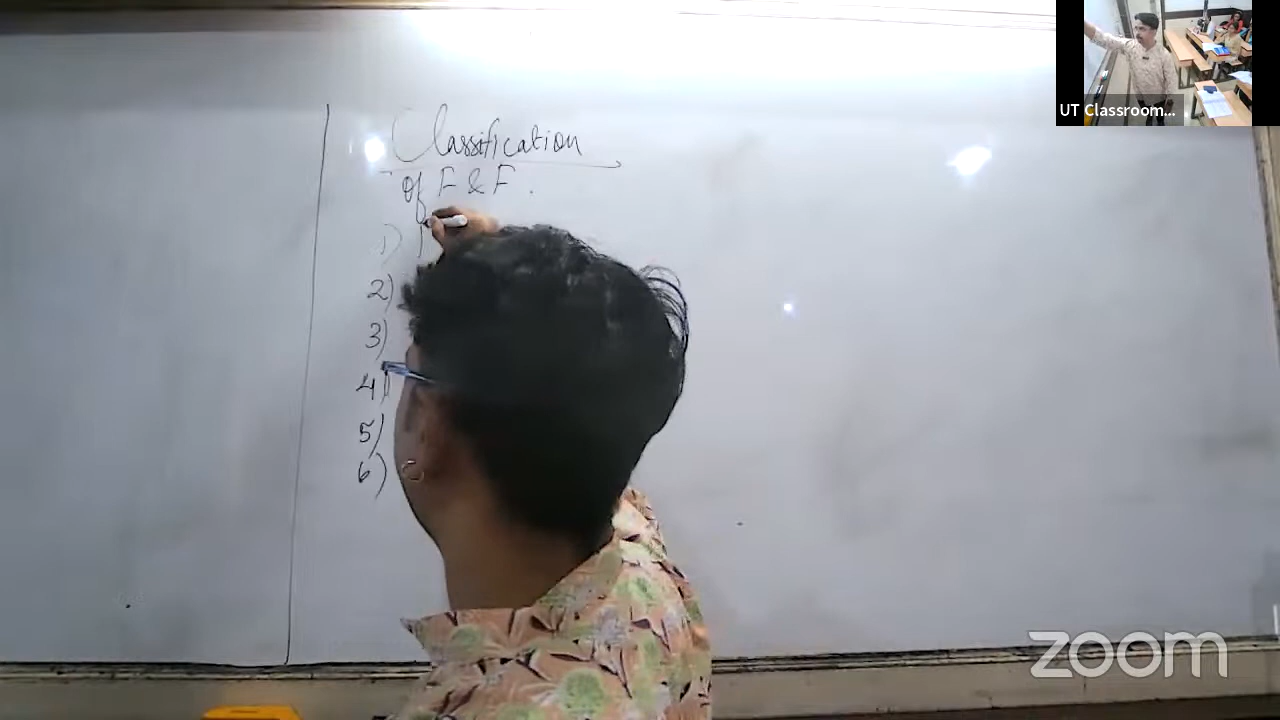 Classification
of F & F.
1)
2)
3)
4)
5)
6)
UT Classroom...
zoom